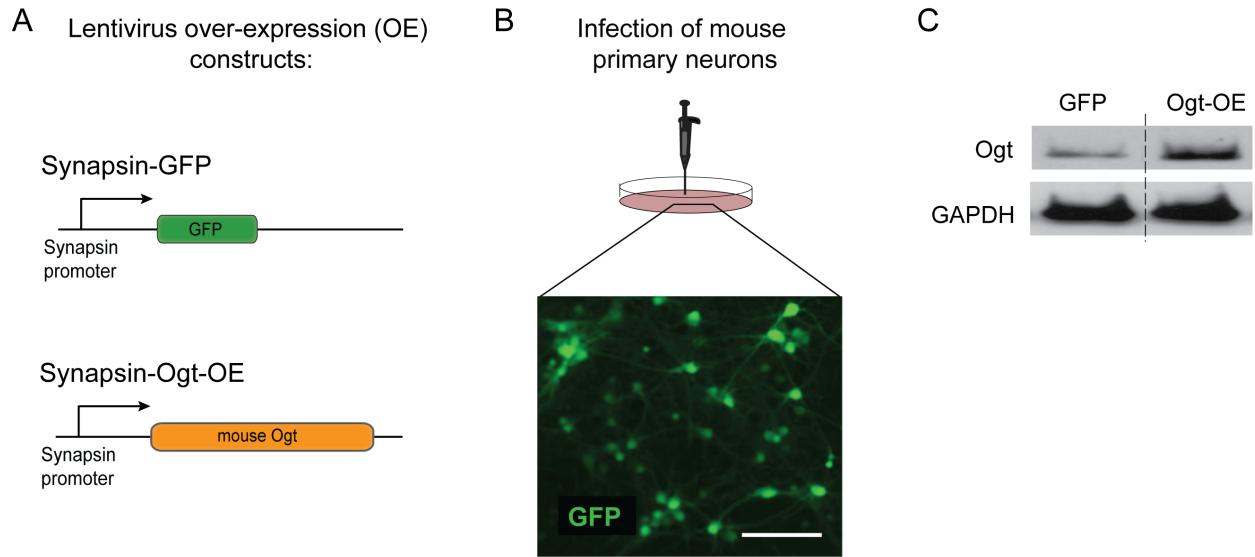 A
Lentivirus over-expression (OE)
constructs:
Synapsin-GFP
GFP
Synapsin
promoter
Synapsin-Ogt-OE
mouse Ogt
Synapsin
promoter
B
Infection of mouse
primary neurons
GFP
C
GFP Ogt-OE
Ogt
GAPDH